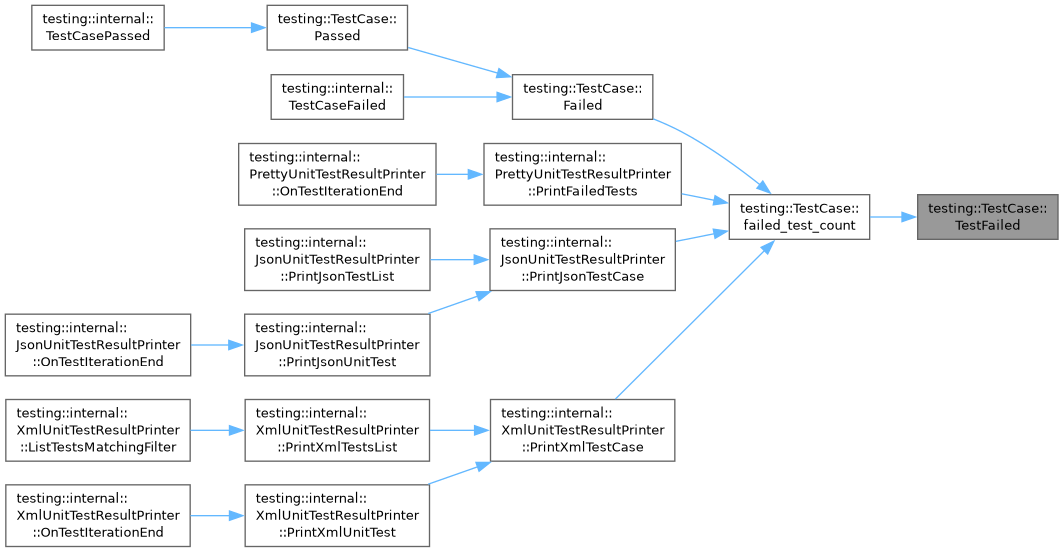 testing::internal::
TestCasePassed
testing::TestCase::
Passed
testing::internal::
TestCaseFailed
testing::TestCase::
Failed
testing::internal::
PrettyUnitTestResultPrinter
::OnTestIterationEnd
testing::internal::
PrettyUnitTestResultPrinter
::PrintFailedTests
testing::TestCase::
failed_test_count
testing::TestCase::
TestFailed
testing::internal::
JsonUnitTestResultPrinter
::PrintJsonTestList
testing::internal::
JsonUnitTestResultPrinter
::PrintJsonTestCase
testing::internal::
JsonUnitTestResultPrinter
::OnTestIterationEnd
testing::internal::
JsonUnitTestResultPrinter
::PrintJsonUnitTest
testing::internal::
XmlUnitTestResultPrinter
::ListTestsMatchingFilter
testing::internal::
XmlUnitTestResultPrinter
::PrintXmlTestsList
testing::internal::
XmlUnitTestResultPrinter
::PrintXmlTestCase
testing::internal::
XmlUnitTestResultPrinter
::OnTestIterationEnd
testing::internal::
XmlUnitTestResultPrinter
::PrintXmlUnitTest